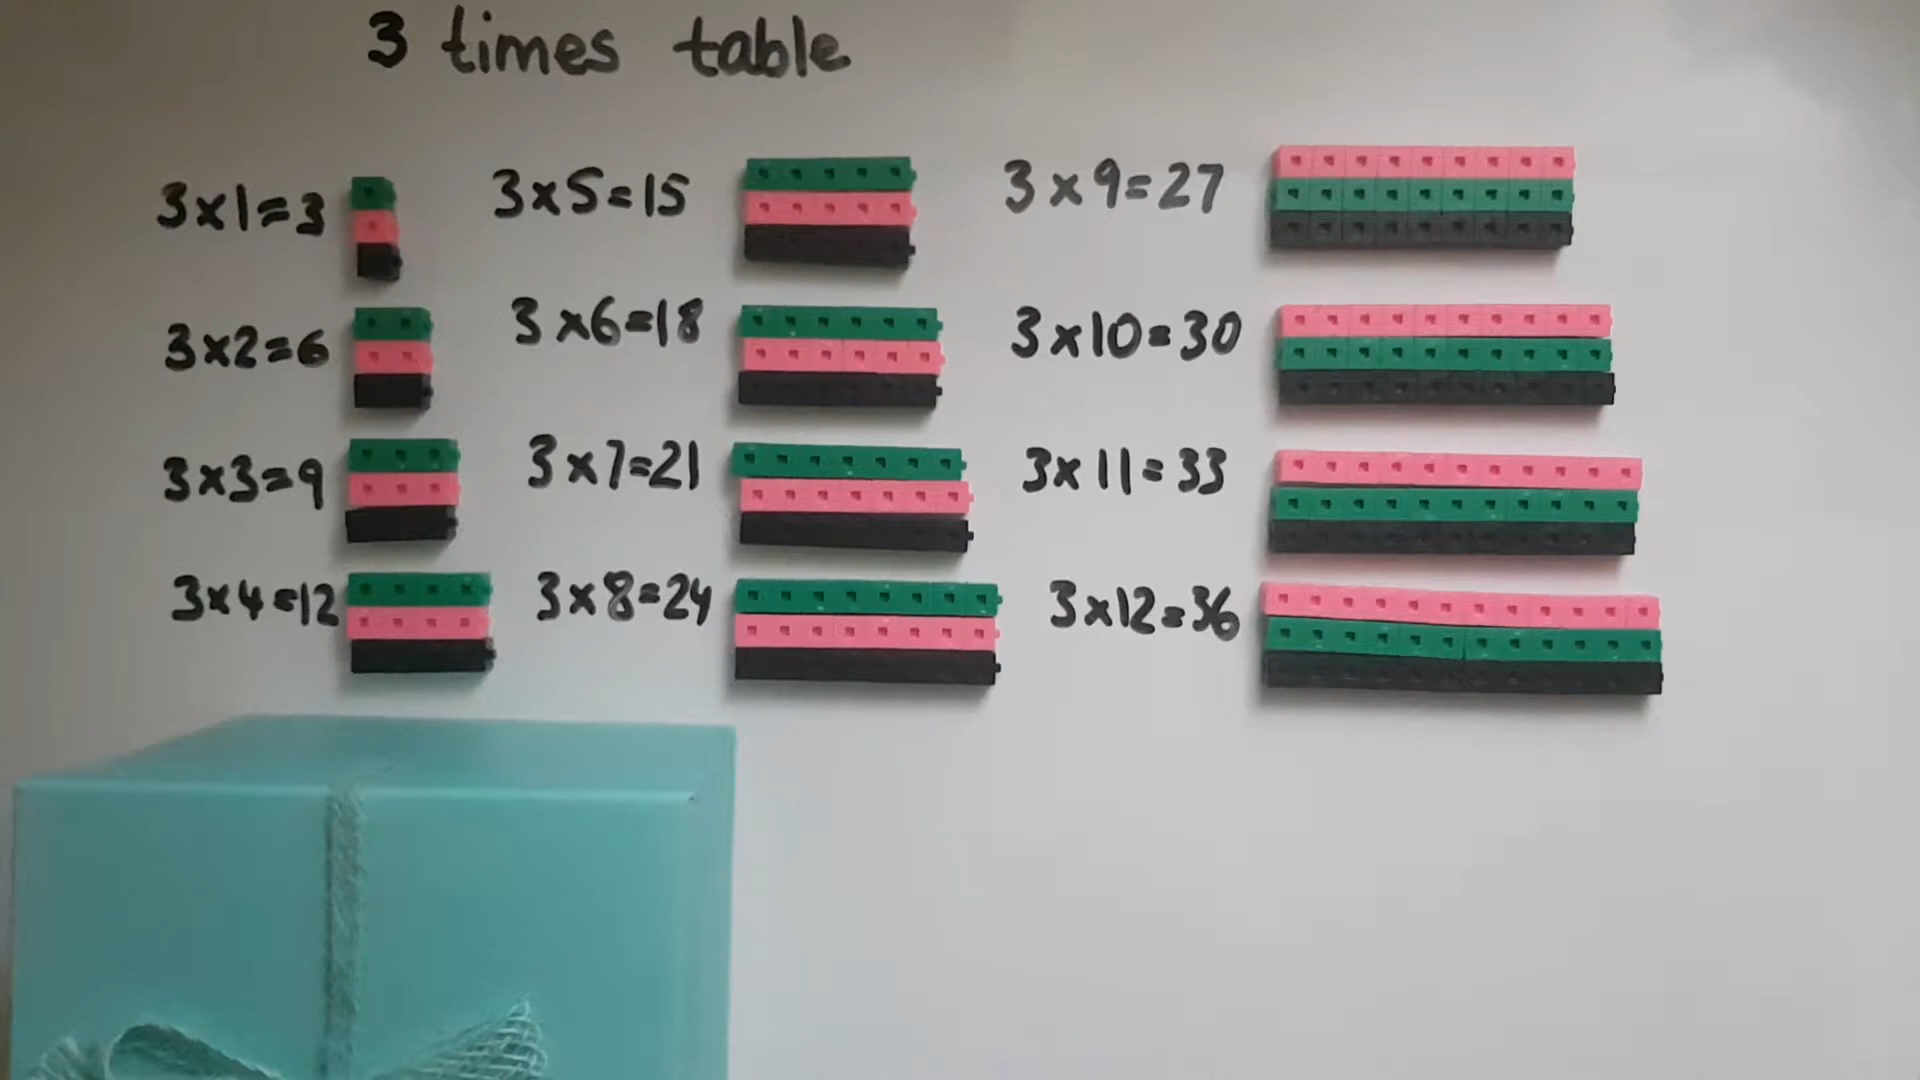 3 times table
3x1=3
3x2=6
3x3=9
3x4=12
3x5=15
3x6=18
3x7=21
3x8=24
3x9=27
3x10=30
3x11=33
3x12=36